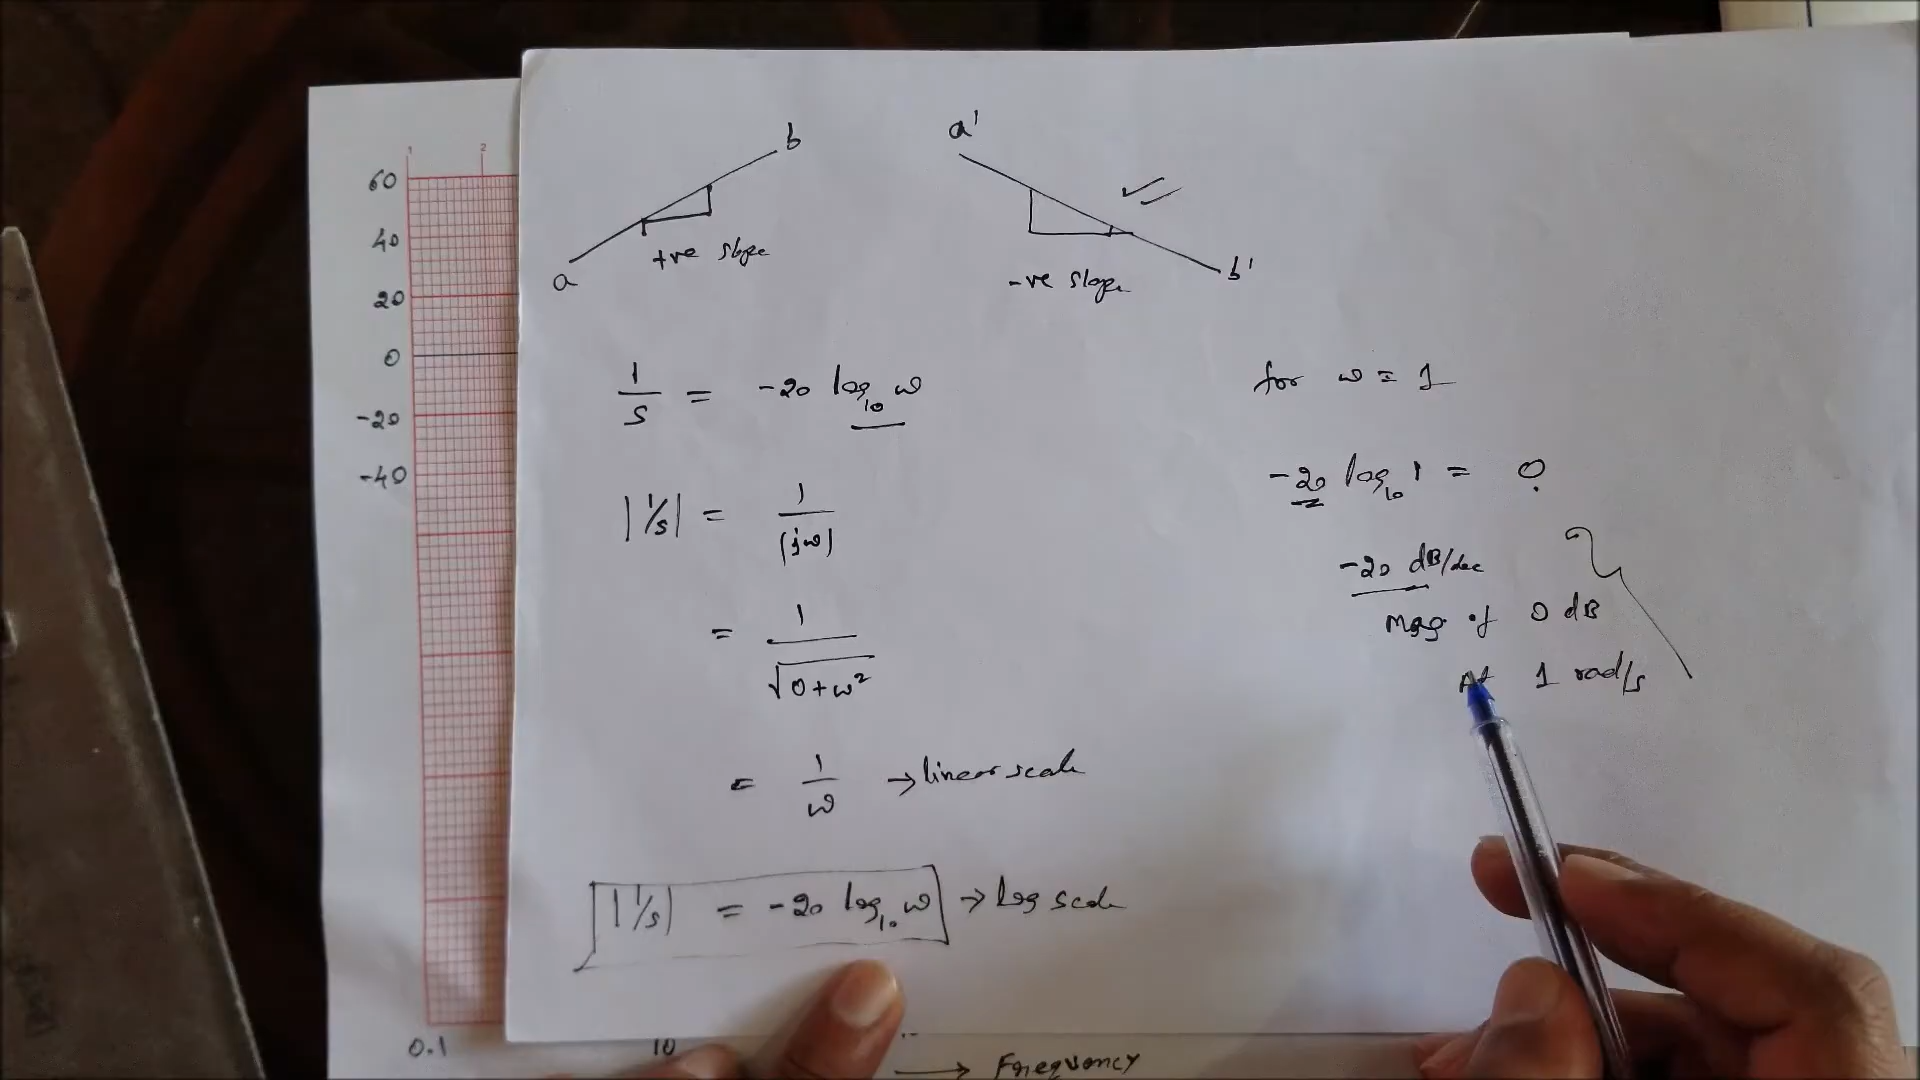 a b
+ve slope
a' b'
-ve slope
1/s = -20 log₁₀ ω
|1/s| = 1/|jω|
= 1/√0+ω²
= 1/ω → linear scale
|1/s| = -20 log₁₀ ω → log scale
for ω = 1
-20 log₁₀ 1 = 0
-20 dB/dec
Mag. of 0 dB
At 1 rad/s
1 2
60
40
20
0
-20
-40
0.1 10
→ Frequency